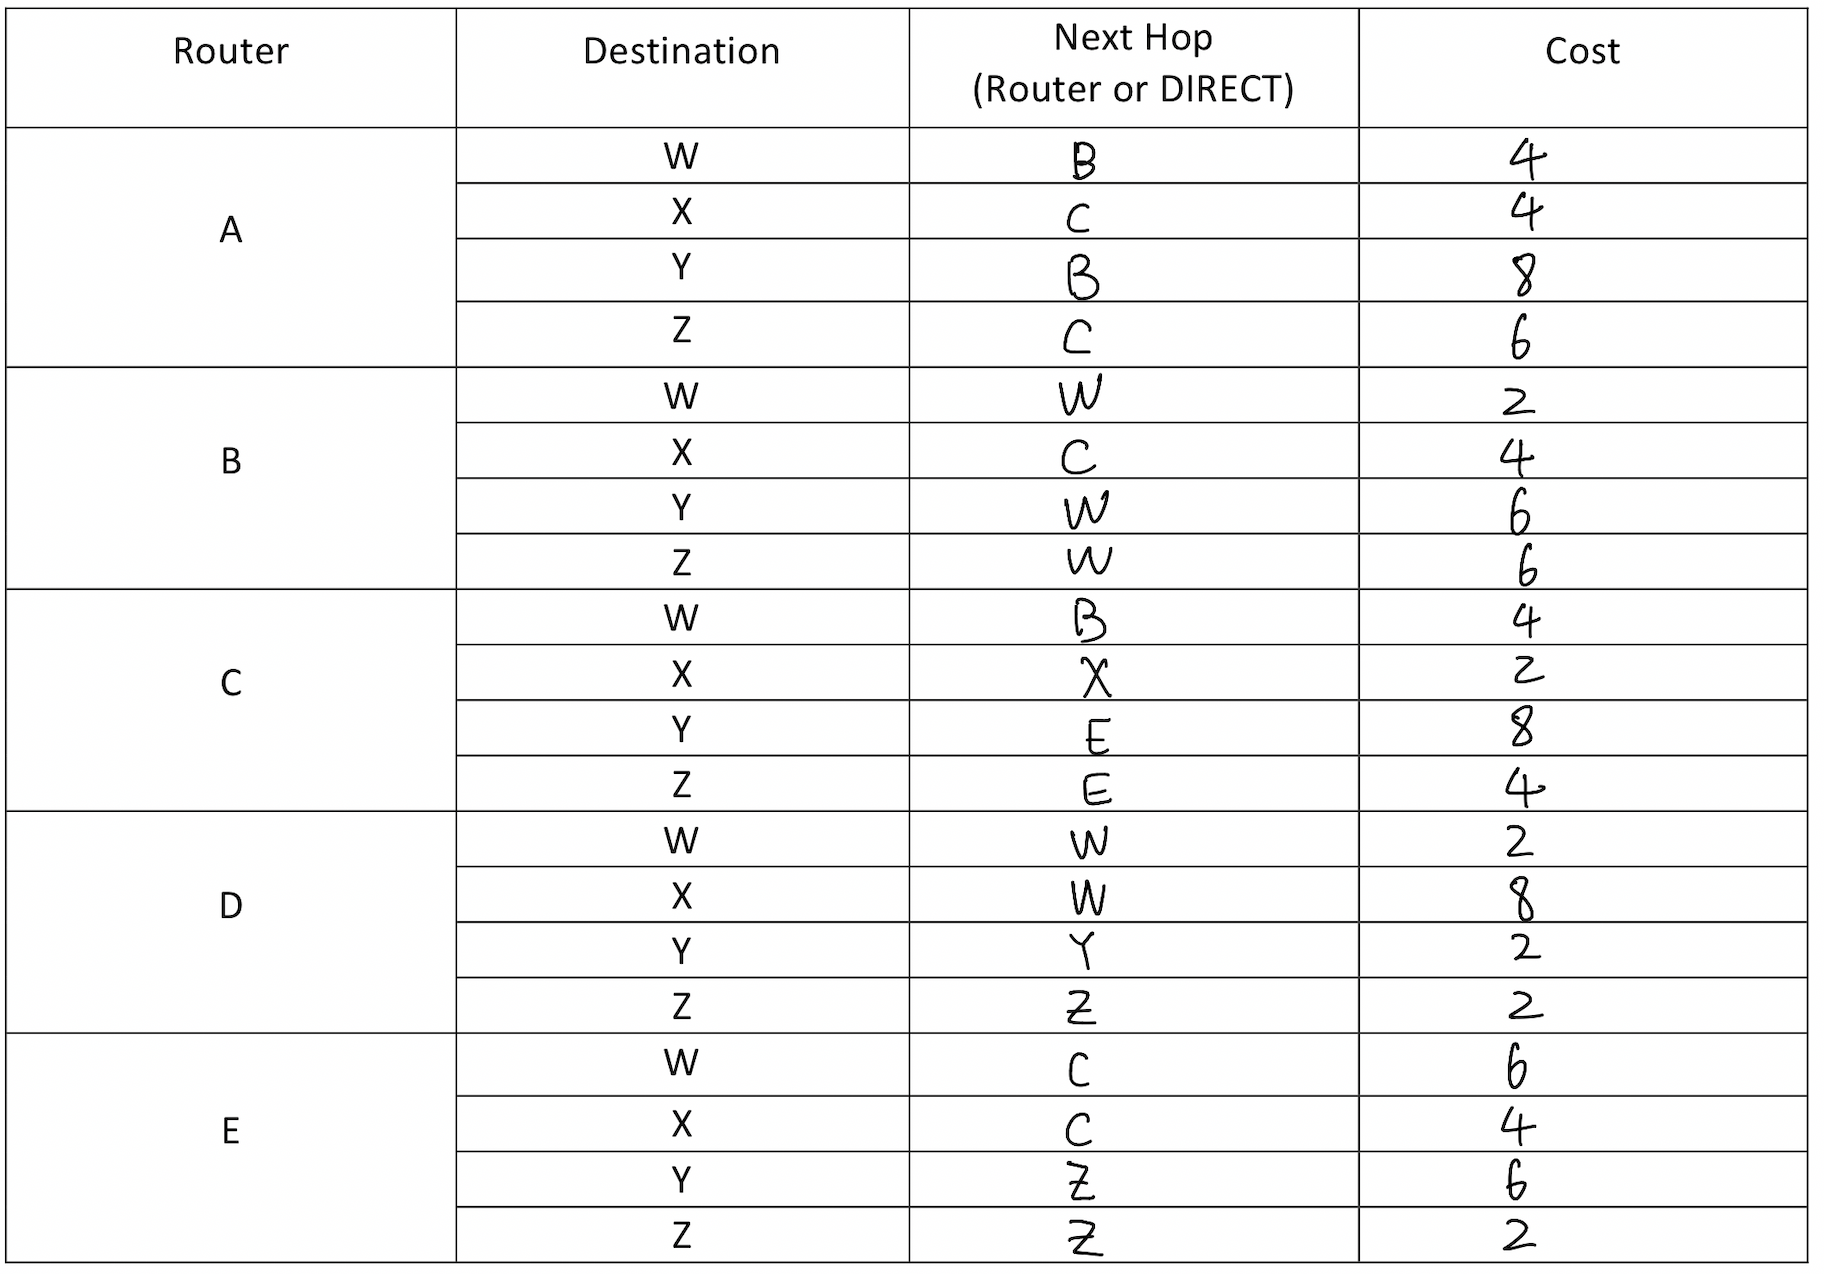 Router Destination Next Hop (Router or DIRECT) Cost
A W B 4
X C 4
Y B 8
Z C 6
B W W 2
X C 4
Y W 6
Z W 6
C W B 4
X X 2
Y E 8
Z E 4
D W W 2
X W 8
Y Y 2
Z Z 2
E W C 6
X C 4
Y Z 6
Z Z 2